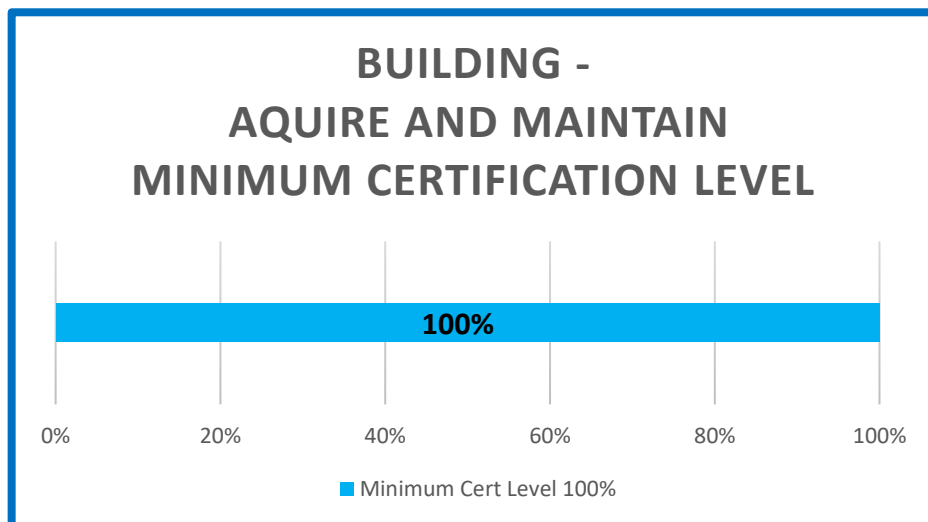 BUILDING -
AQUIRE AND MAINTAIN
MINIMUM CERTIFICATION LEVEL
100%
0% 20% 40% 60% 80% 100%
Minimum Cert Level 100%